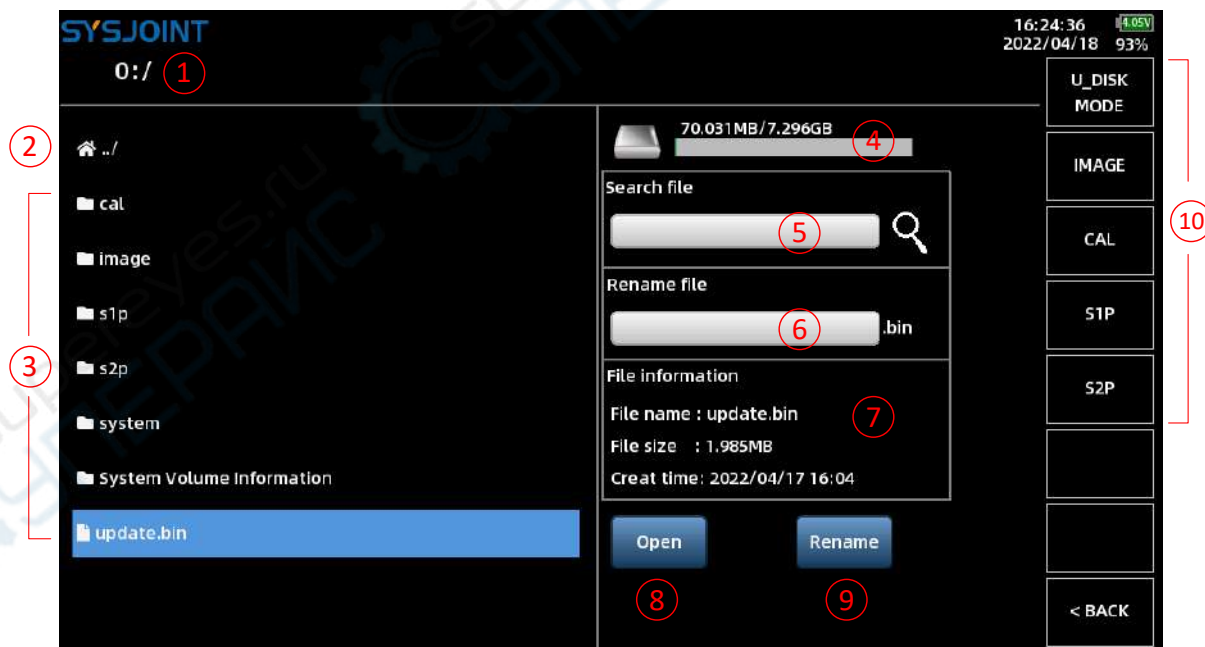 SYSJOINT
16:24:36 4.05V
2022/04/18 93%
0:/ 1
U_DISK
MODE
2
../
70.031MB/7.296GB
4
IMAGE
3
cal
image
s1p
s2p
system
System Volume Information
update.bin
Search file
5
Rename file
6
.bin
File information
7
File name : update.bin
File size : 1.985MB
Creat time: 2022/04/17 16:04
Open
Rename
8
9
10
CAL
S1P
S2P
< BACK
supereyes.ru
СУПЕРАЙС